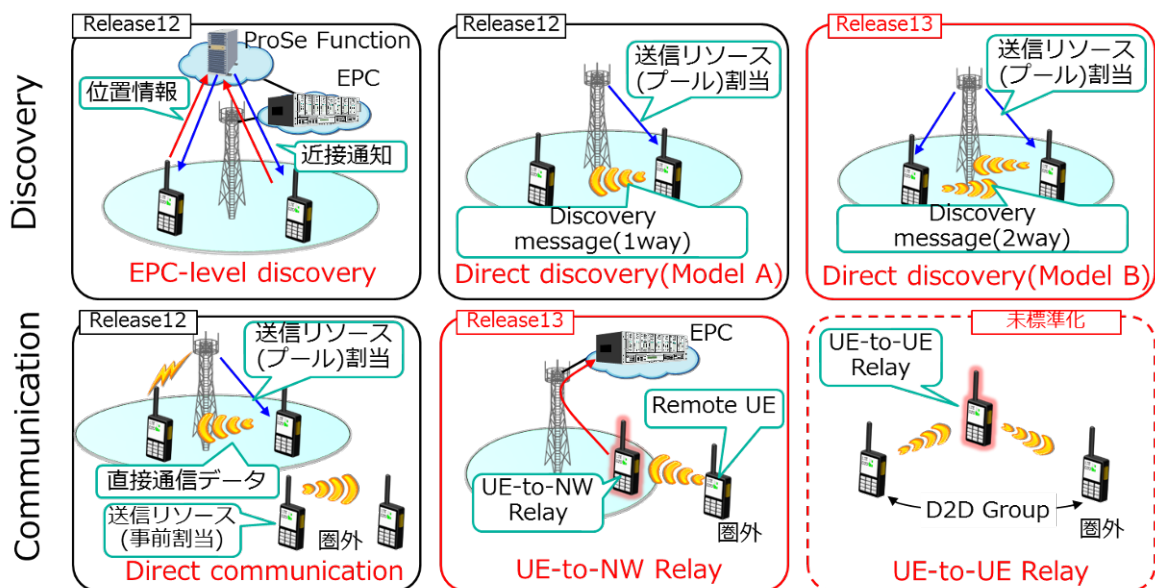 Discovery
Release12
ProSe Function
EPC
位置情報
近接通知
EPC-level discovery
Release12
送信リソース
(プール)割当
Discovery
message(1way)
Direct discovery(Model A)
Release13
送信リソース
(プール)割当
Discovery
message(2way)
Direct discovery(Model B)
Communication
Release12
送信リソース
(プール)割当
直接通信データ
送信リソース
(事前割当)
圏外
Direct communication
Release13
EPC
Remote UE
UE-to-NW
Relay
圏外
UE-to-NW Relay
未標準化
UE-to-UE
Relay
D2D Group
圏外
UE-to-UE Relay